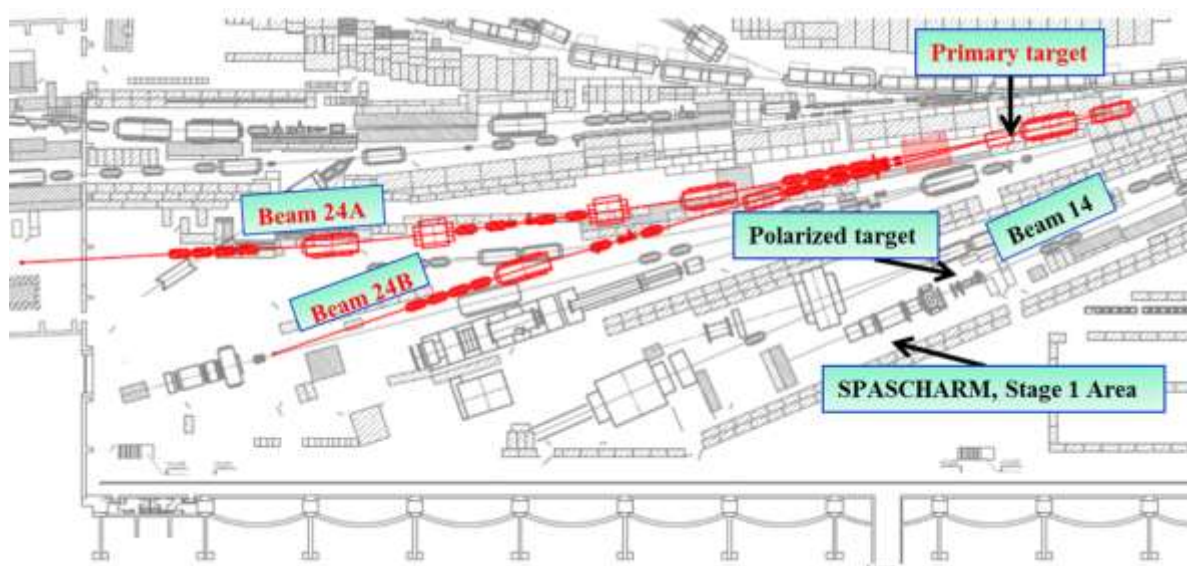 Primary target
Beam 24A
Beam 14
Polarized target
Beam 24B
SPASCHARM, Stage 1 Area